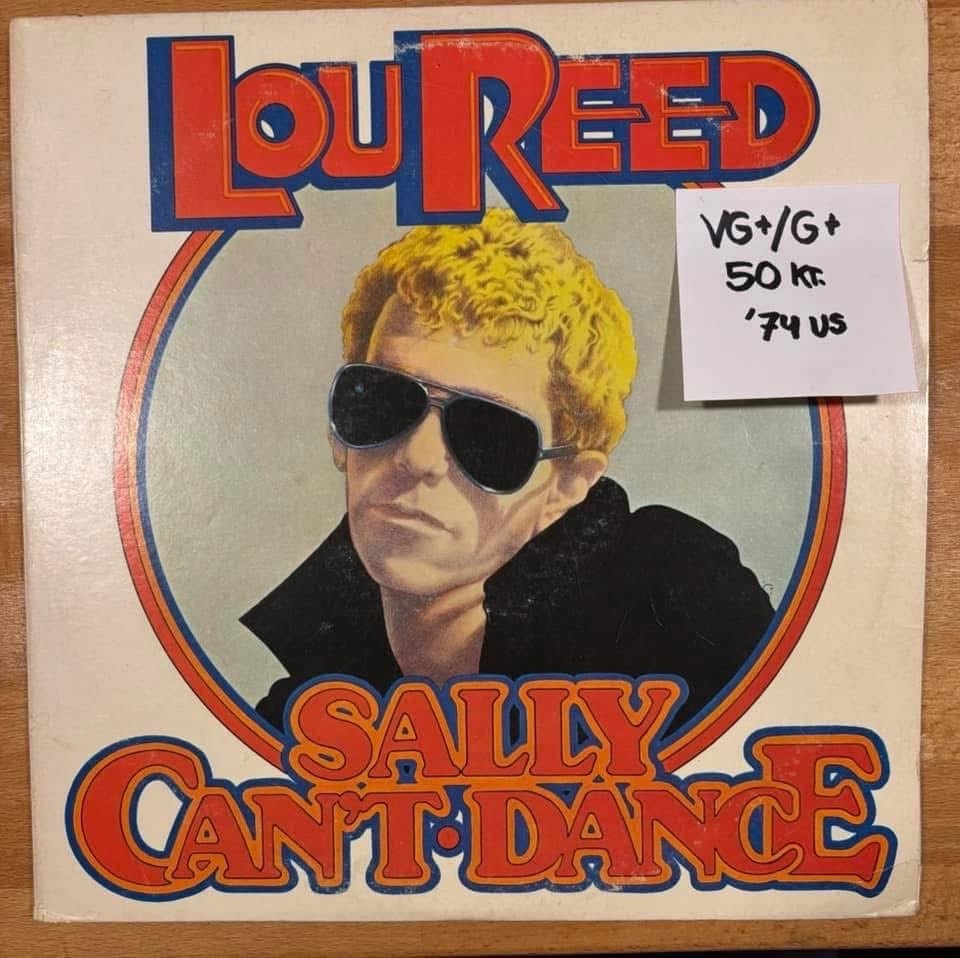 LOU REED
VG+/G+
50 KR.
'74 US
SALLY
CAN'T·DANCE